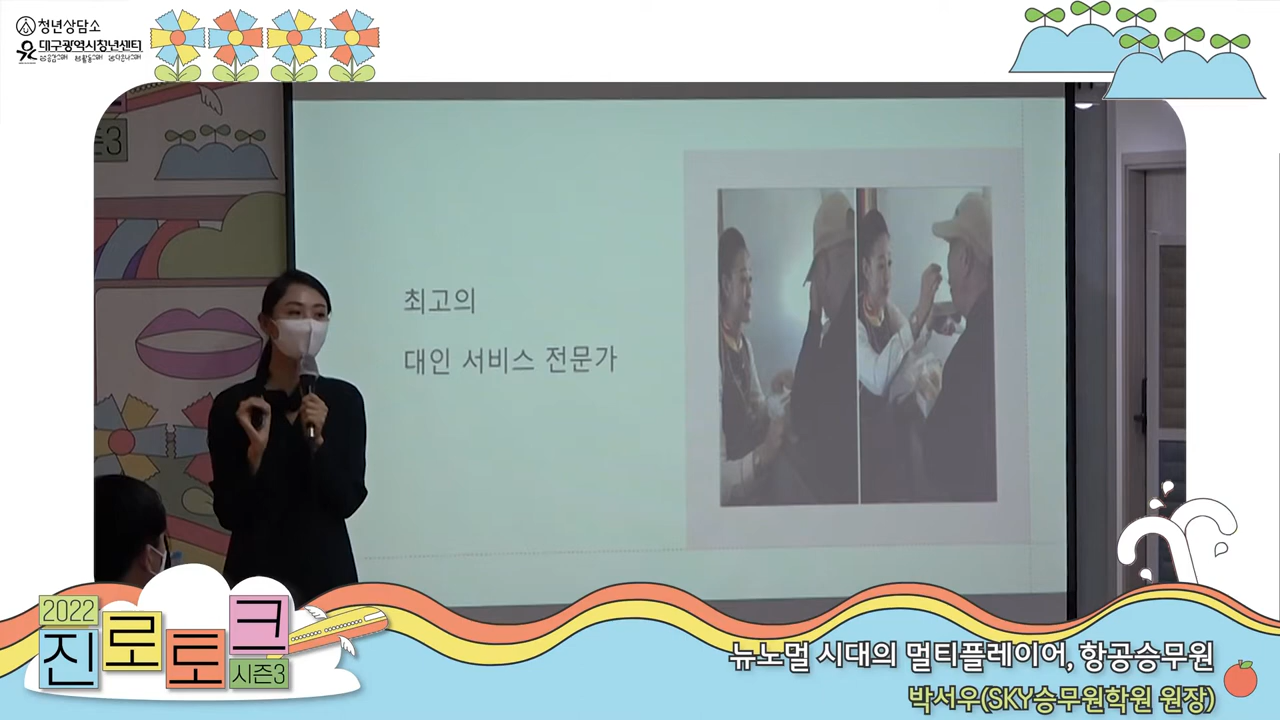 청년상담소
대구광역시청년센터
즌3
최고의
대인 서비스 전문가
2022
진로토크
시즌3
뉴노멀 시대의 멀티플레이어, 항공승무원
박서우(SKY승무원학원 원장)